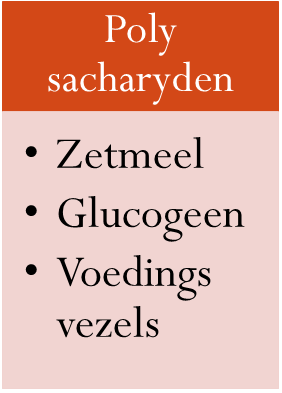 Poly
sacharyden
• Zetmeel
• Glucogeen
• Voedings
vezels